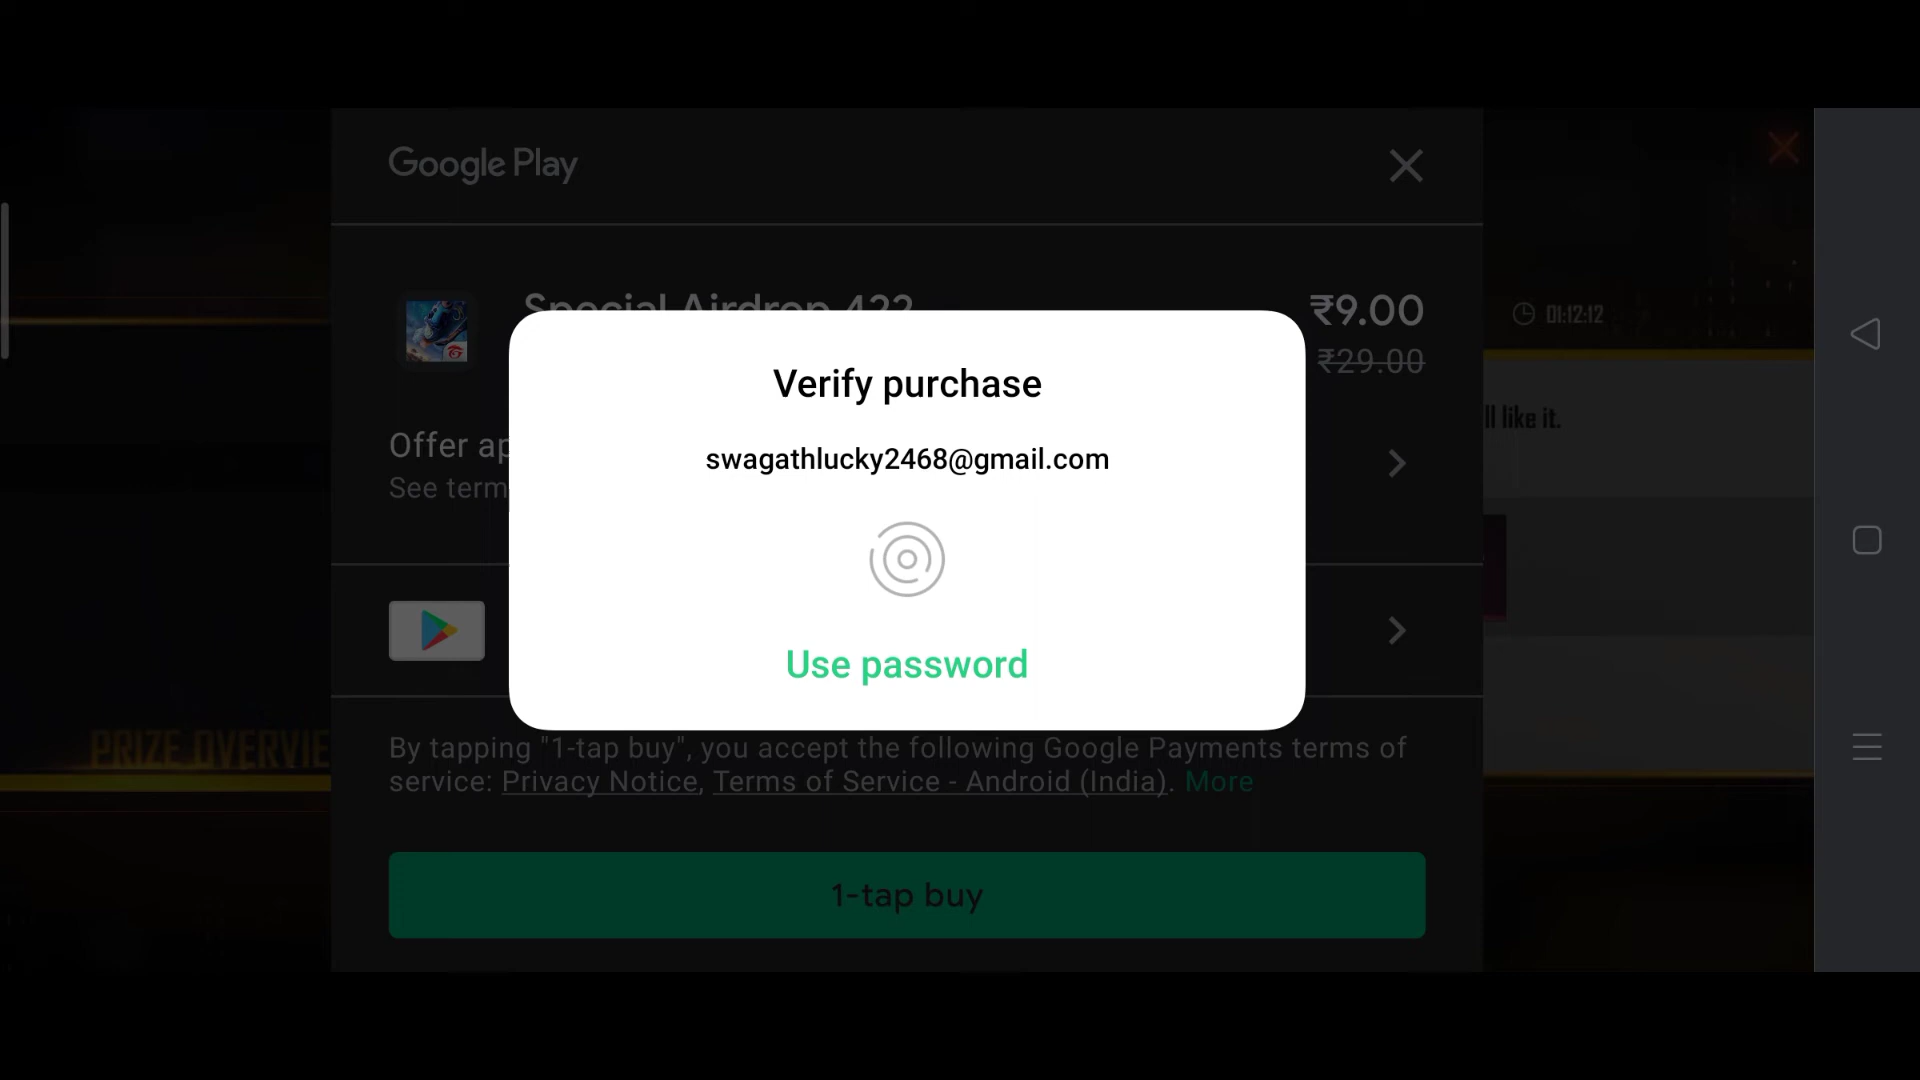 Google Play
Special Airdrop
₹9.00
₹29.00
01:12:12
Verify purchase
ll like it.
swagathlucky2468@gmail.com
Offer ap
See term
Use password
PRIZE OVERVIE
By tapping "1-tap buy", you accept the following Google Payments terms of
service: Privacy Notice, Terms of Service - Android (India). More
1-tap buy